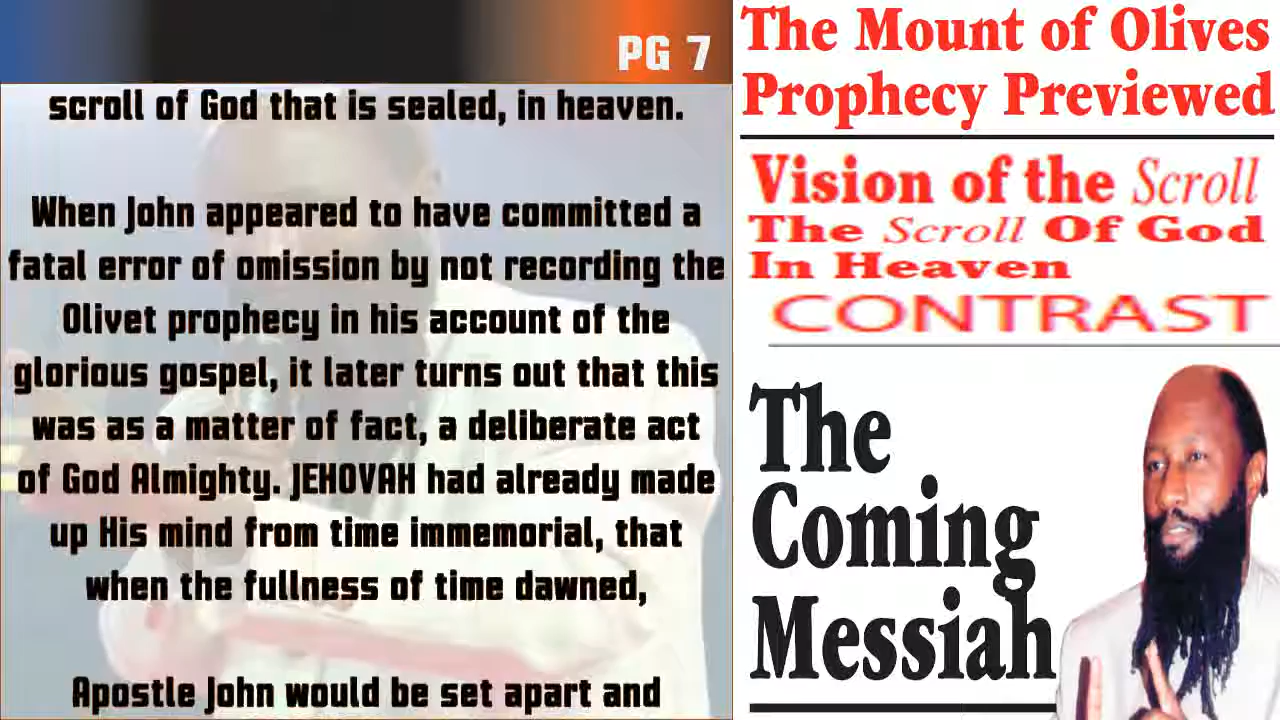 PG 7
scroll of God that is sealed, in heaven.
When John appeared to have committed a
fatal error of omission by not recording the
Olivet prophecy in his account of the
glorious gospel, it later turns out that this
was as a matter of fact, a deliberate act
of God Almighty. JEHOVAH had already made
up His mind from time immemorial, that
when the fullness of time dawned,
Apostle John would be set apart and
The Mount of Olives
Prophecy Previewed
Vision of the Scroll
The Scroll Of God
In Heaven
CONTRAST
The
Coming
Messiah